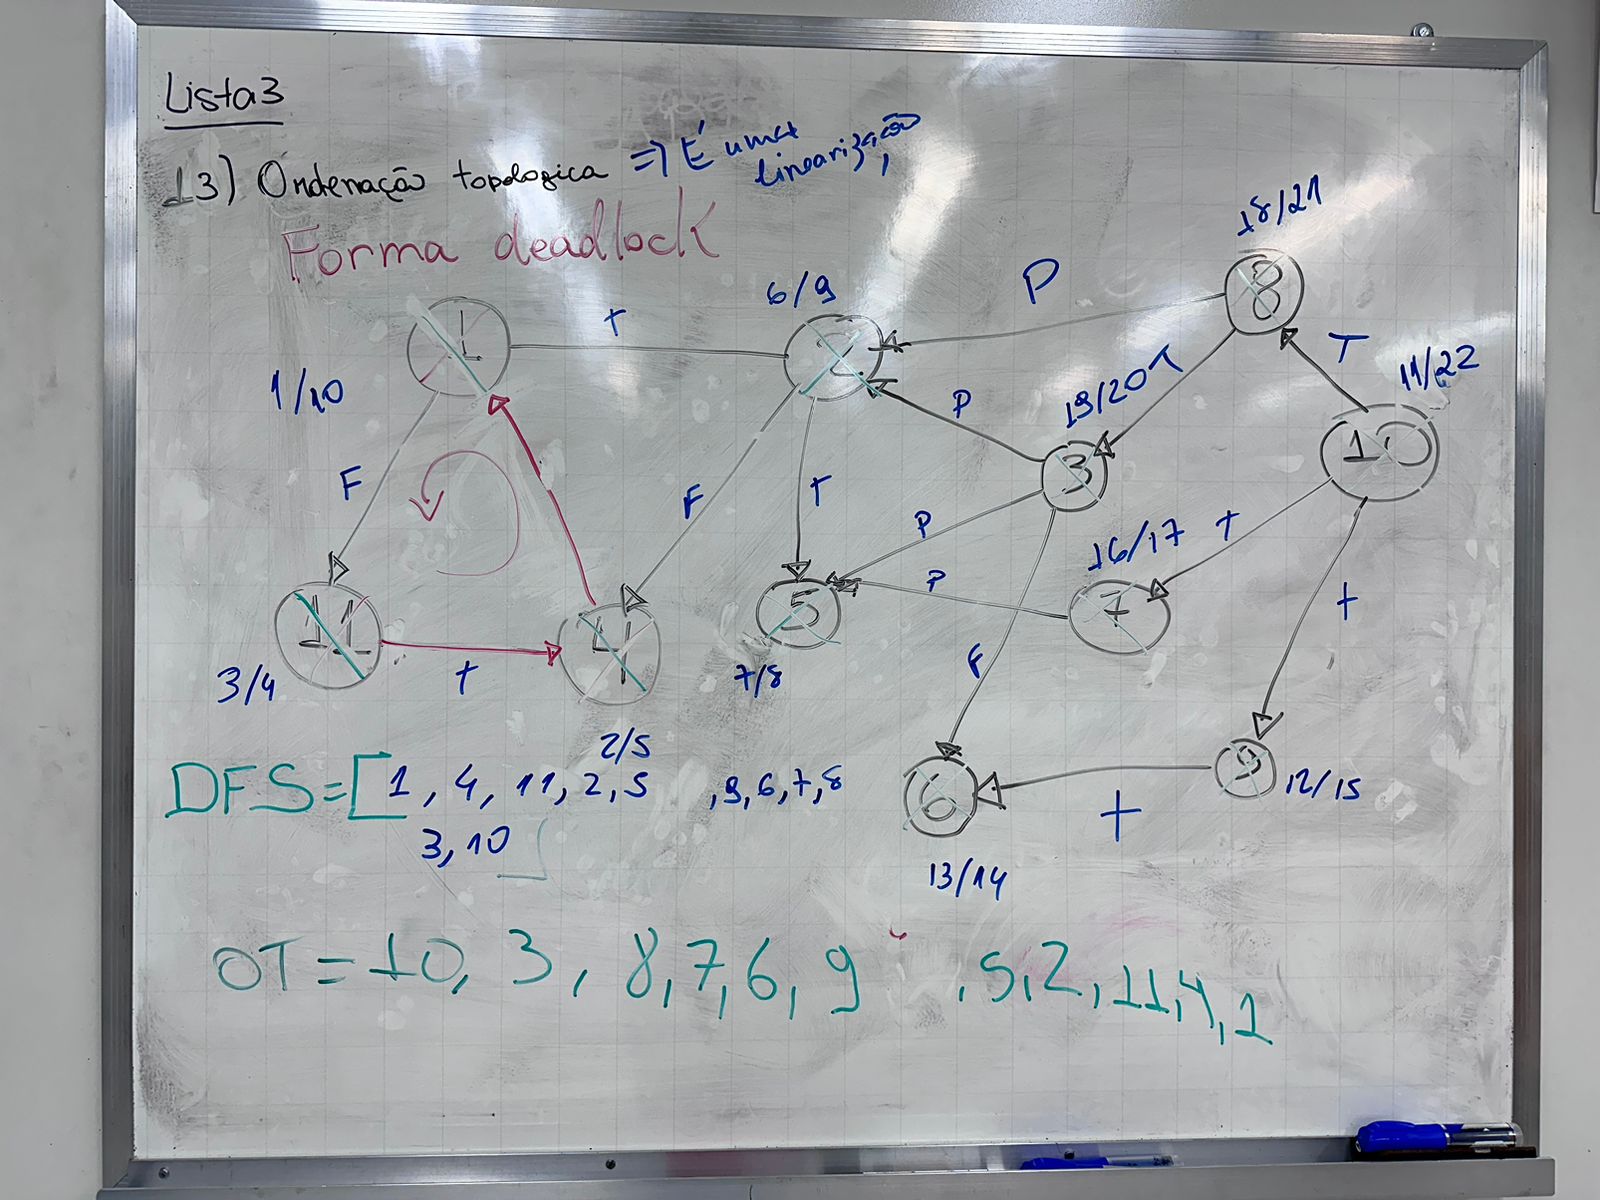 Lista 3
13) Ordenação topologica => É uma
linearização
Forma deadlock
18/21
P
6/9
8
+
1
2
T
11/22
1/10
19/20 T
P
10
3
F
F
T
P
16/17
+
P
5
7
+
11
4
F
3/4
+
7/8
2/5
9
6
12/15
+
13/14
DFS=[1, 4, 11, 2, 5 ,9,6,7,8
3, 10]
OT = 10, 3, 8,7,6,9 ,5,2,11,4,1